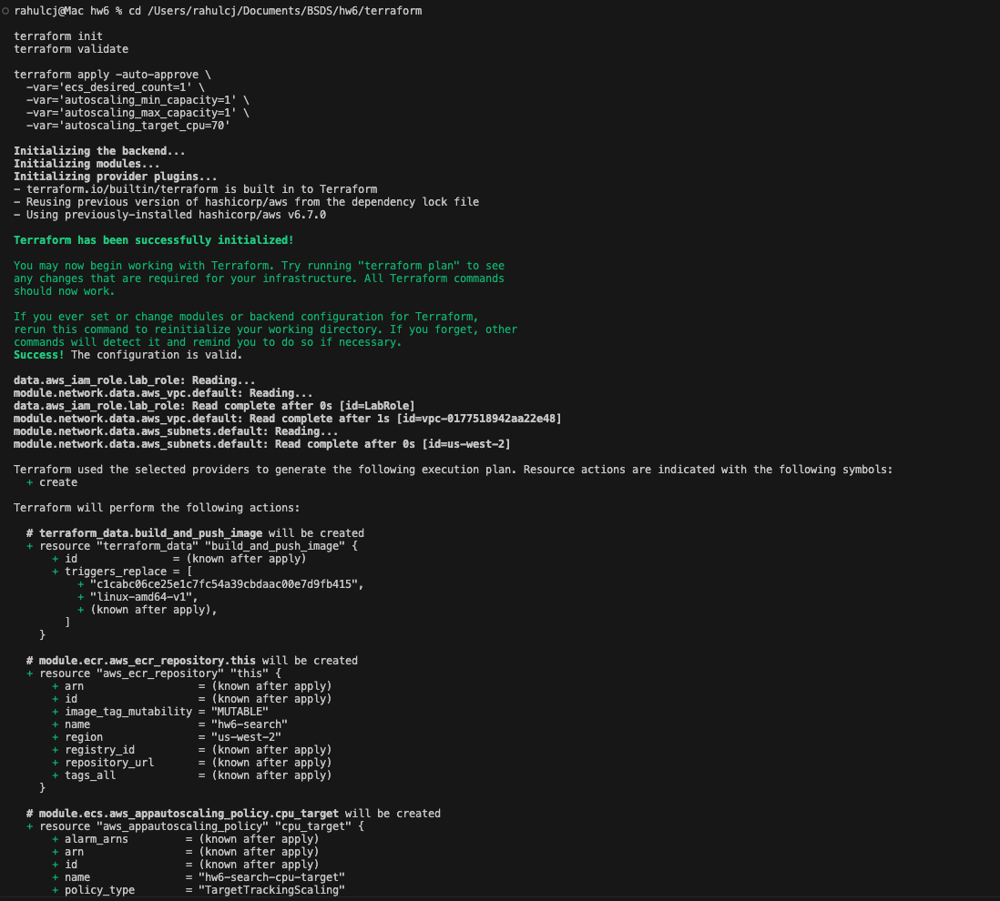 rahulcj@Mac hw6 % cd /Users/rahulcj/Documents/BSDS/hw6/terraform
terraform init
terraform validate
terraform apply -auto-approve \
-var='ecs_desired_count=1' \
-var='autoscaling_min_capacity=1' \
-var='autoscaling_max_capacity=1' \
-var='autoscaling_target_cpu=70'
Initializing the backend...
Initializing modules...
Initializing provider plugins...
- terraform.io/builtin/terraform is built in to Terraform
- Reusing previous version of hashicorp/aws from the dependency lock file
- Using previously-installed hashicorp/aws v6.7.0
Terraform has been successfully initialized!
You may now begin working with Terraform. Try running "terraform plan" to see
any changes that are required for your infrastructure. All Terraform commands
should now work.
If you ever set or change modules or backend configuration for Terraform,
rerun this command to reinitialize your working directory. If you forget, other
commands will detect it and remind you to do so if necessary.
Success! The configuration is valid.
data.aws_iam_role.lab_role: Reading...
module.network.data.aws_vpc.default: Reading...
data.aws_iam_role.lab_role: Read complete after 0s [id=LabRole]
module.network.data.aws_vpc.default: Read complete after 1s [id=vpc-0177518942aa22e48]
module.network.data.aws_subnets.default: Reading...
module.network.data.aws_subnets.default: Read complete after 0s [id=us-west-2]
Terraform used the selected providers to generate the following execution plan. Resource actions are indicated with the following symbols:
+ create
Terraform will perform the following actions:
# terraform_data.build_and_push_image will be created
+ resource "terraform_data" "build_and_push_image" {
+ id = (known after apply)
+ triggers_replace = [
+ "c1cabc06ce25e1c7fc54a39cbdaac00e7d9fb415",
+ "linux-amd64-v1",
+ (known after apply),
]
}
# module.ecr.aws_ecr_repository.this will be created
+ resource "aws_ecr_repository" "this" {
+ arn = (known after apply)
+ id = (known after apply)
+ image_tag_mutability = "MUTABLE"
+ name = "hw6-search"
+ region = "us-west-2"
+ registry_id = (known after apply)
+ repository_url = (known after apply)
+ tags_all = (known after apply)
}
# module.ecs.aws_appautoscaling_policy.cpu_target will be created
+ resource "aws_appautoscaling_policy" "cpu_target" {
+ alarm_arns = (known after apply)
+ arn = (known after apply)
+ id = (known after apply)
+ name = "hw6-search-cpu-target"
+ policy_type = "TargetTrackingScaling"